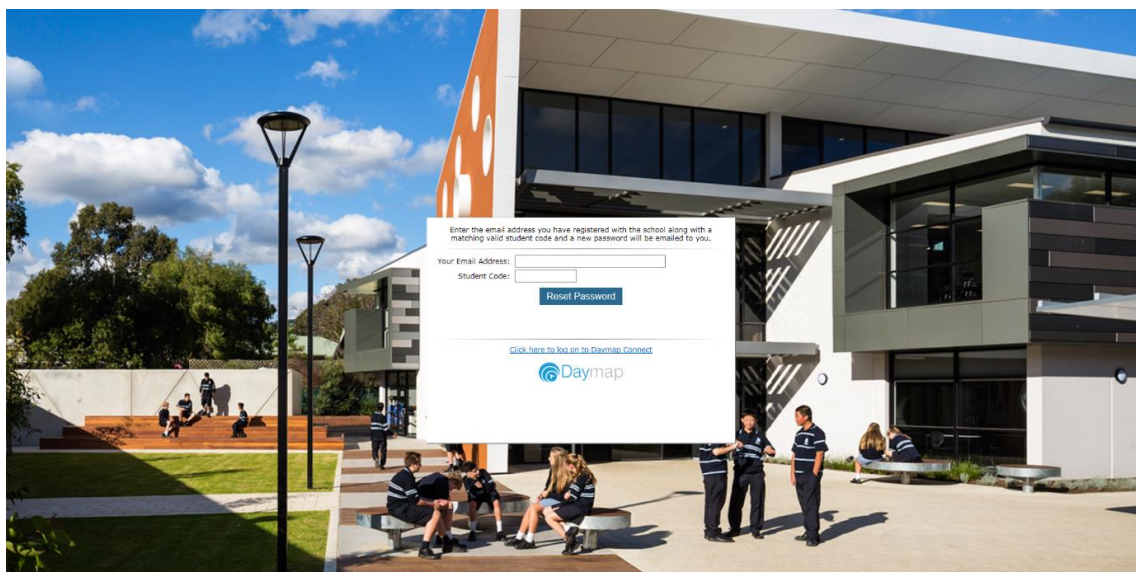 Enter the email address you have registered with the school along with a
matching valid student code and a new password will be emailed to you.
Your Email Address:
Student Code:
Reset Password
Click here to log on to Daymap Connect
Daymap